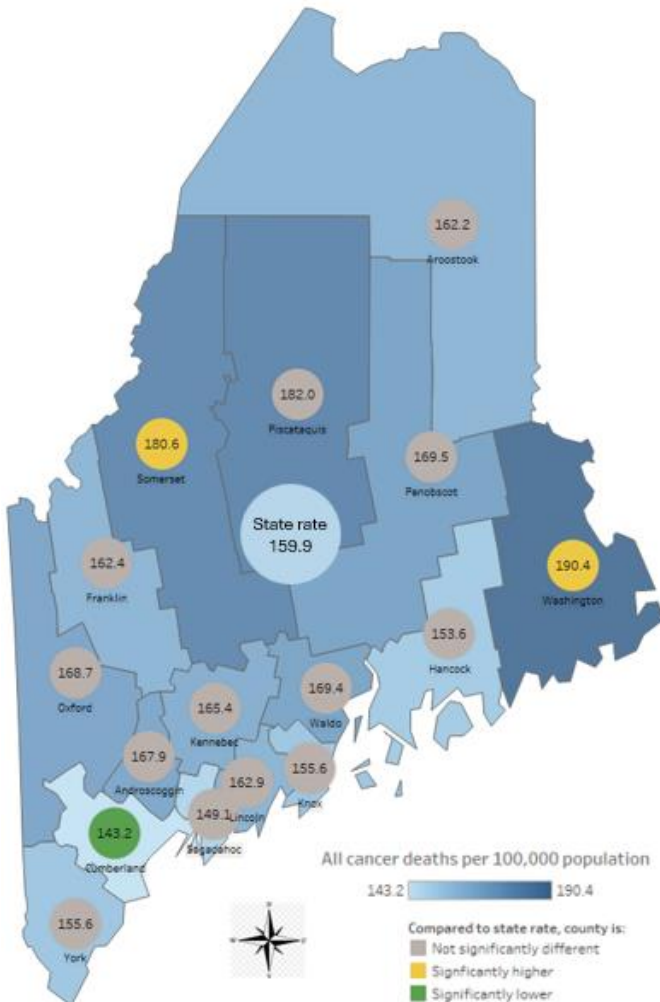 162.2
Aroostook
182.0
Piscataquis
180.6
Somerset
169.5
Penobscot
State rate
159.9
162.4
Franklin
190.4
Washington
153.6
Hancock
168.7
Oxford
169.4
Waldo
165.4
Kennebec
167.9
Androscoggin
155.6
Knox
162.9
Lincoln
149.1
Sagadahoc
143.2
Cumberland
155.6
York
All cancer deaths per 100,000 population
143.2 190.4
Compared to state rate, county is:
Not significantly different
Signficantly higher
Significantly lower